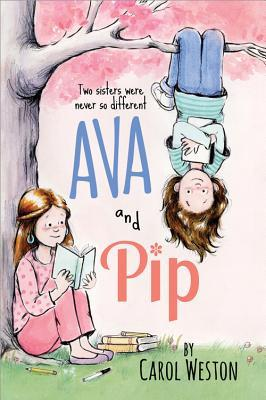 Two sisters were
never so different
AVA
and
Pip
BY
CAROL WESTON